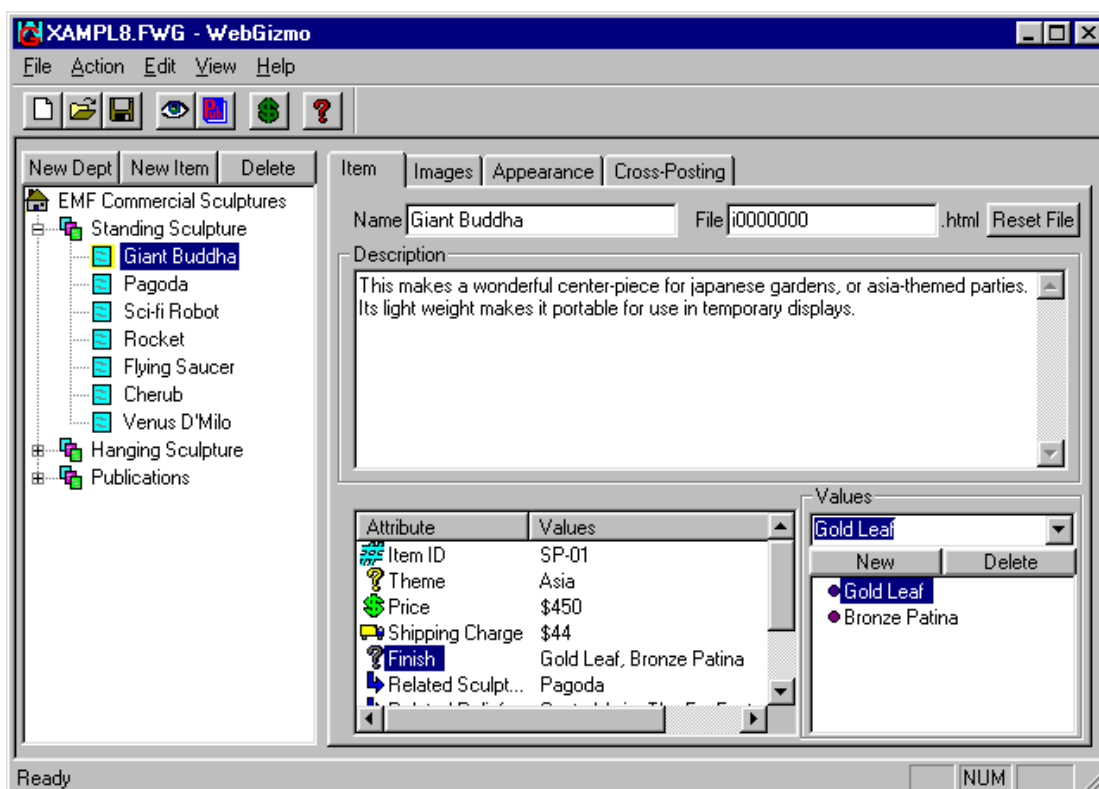 XAMPL8.FWG - WebGizmo
File Action Edit View Help
New Dept New Item Delete
EMF Commercial Sculptures
Standing Sculpture
Giant Buddha
Pagoda
Sci-fi Robot
Rocket
Flying Saucer
Cherub
Venus D'Milo
Hanging Sculpture
Publications
Item Images Appearance Cross-Posting
Name Giant Buddha File i0000000 .html Reset File
Description
This makes a wonderful center-piece for japanese gardens, or asia-themed parties.
Its light weight makes it portable for use in temporary displays.
Attribute Values
Item ID SP-01
Theme Asia
Price $450
Shipping Charge $44
Finish Gold Leaf, Bronze Patina
Related Sculpt... Pagoda
Values
Gold Leaf
New Delete
Gold Leaf
Bronze Patina
Ready NUM